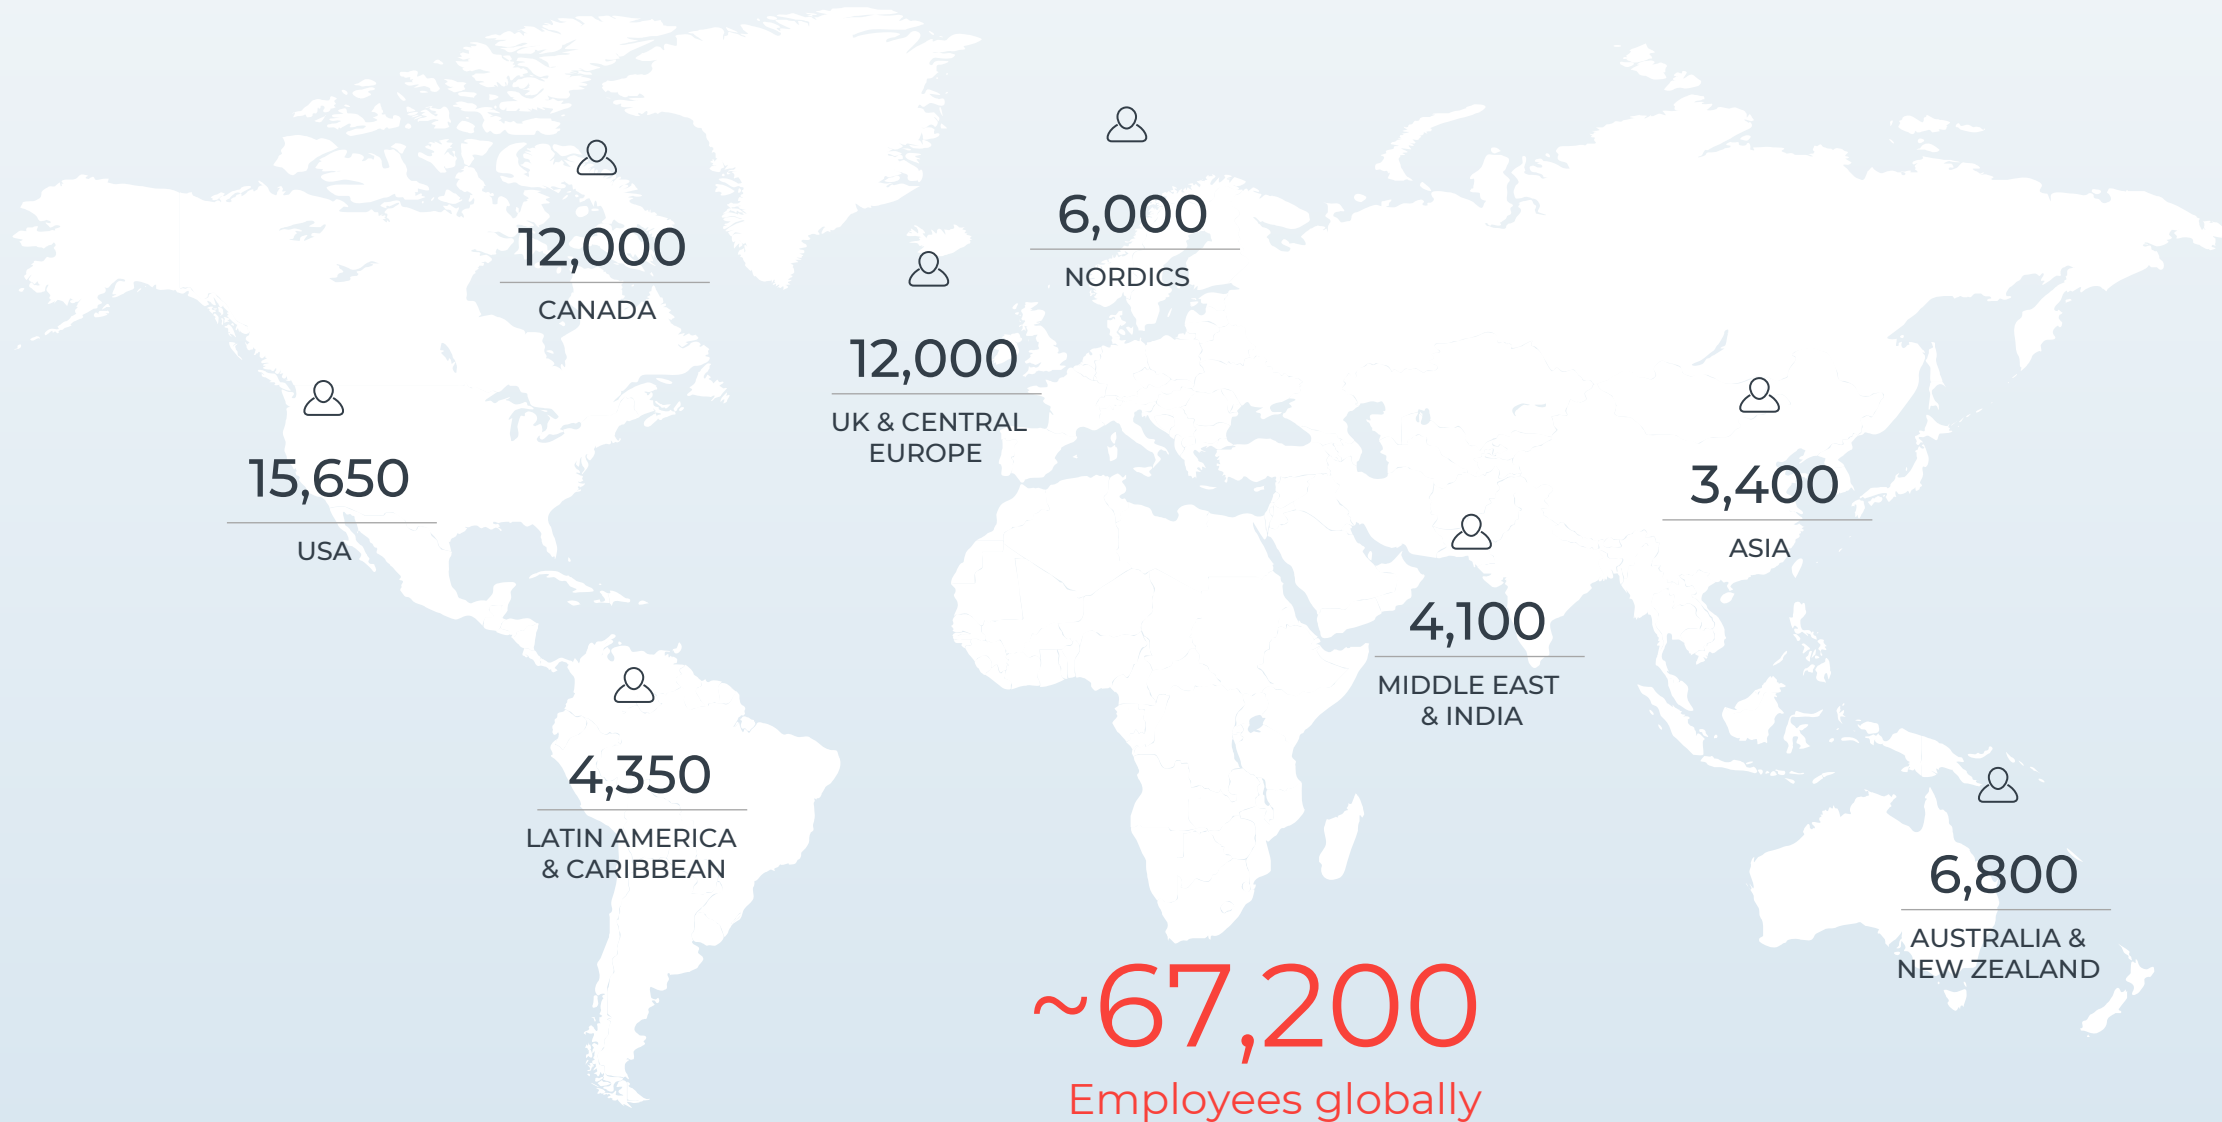 6,000
NORDICS
12,000
CANADA
12,000
UK & CENTRAL
EUROPE
15,650
USA
3,400
ASIA
4,100
MIDDLE EAST
& INDIA
4,350
LATIN AMERICA
& CARIBBEAN
6,800
AUSTRALIA &
NEW ZEALAND
~67,200
Employees globally